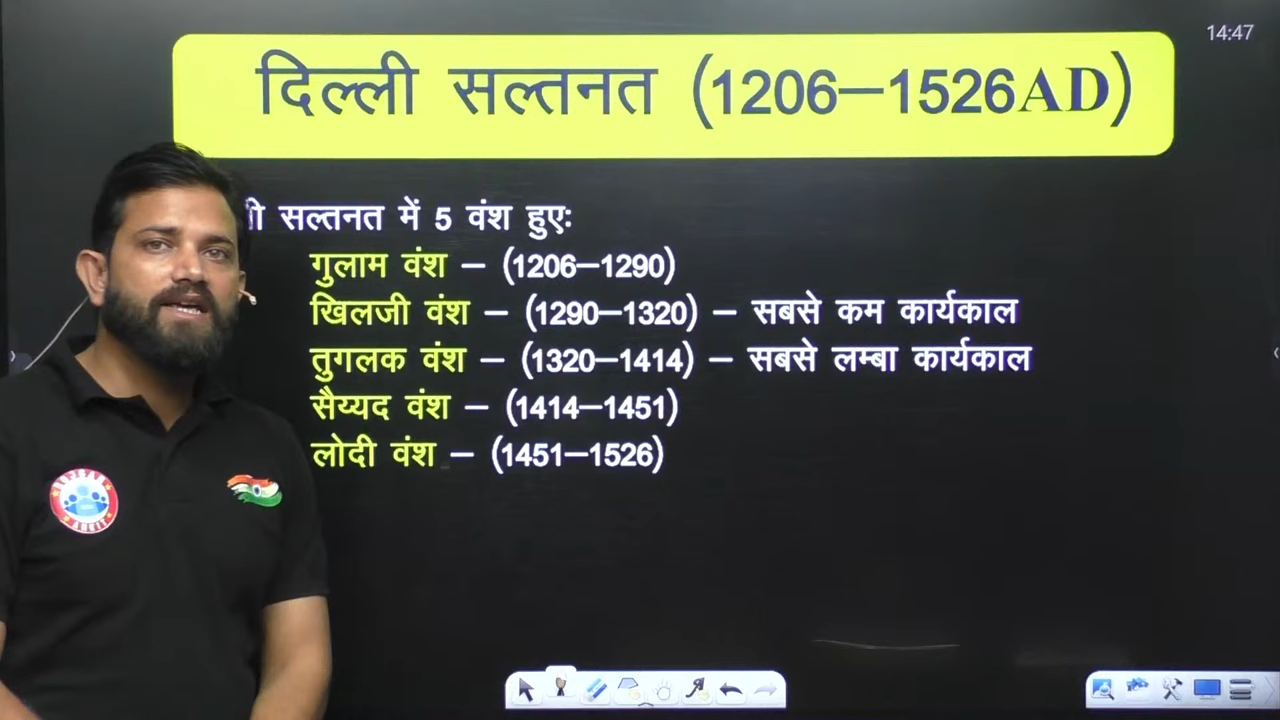 14:47
दिल्ली सल्तनत (1206–1526AD)
सल्तनत में 5 वंश हुएः
गुलाम वंश – (1206–1290)
खिलजी वंश – (1290–1320) – सबसे कम कार्यकाल
तुगलक वंश – (1320–1414) – सबसे लम्बा कार्यकाल
सैय्यद वंश – (1414–1451)
लोदी वंश – (1451–1526)